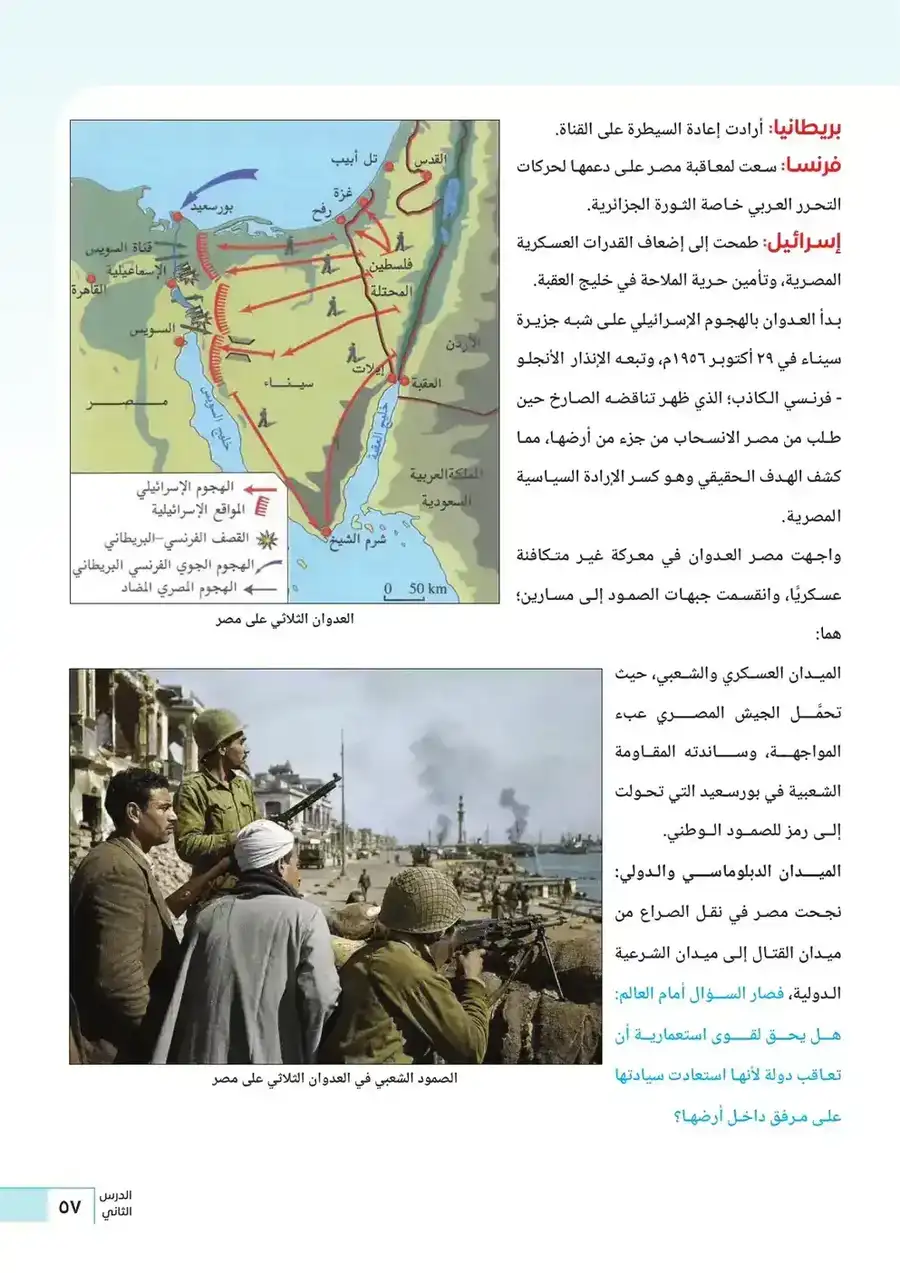 بريطانيا: أرادت إعادة السيطرة على القناة.
فرنسا: سعت لمعاقبة مصر على دعمها لحركات
التحرر العربي خاصة الثورة الجزائرية.
إسرائيل: طمحت إلى إضعاف القدرات العسكرية
المصرية، وتأمين حرية الملاحة في خليج العقبة.
بدأ العدوان بالهجوم الإسرائيلي على شبه جزيرة
سيناء في ٢٩ أكتوبر ١٩٥٦م، وتبعه الإنذار الأنجلو
- فرنسي الكاذب؛ الذي ظهر تناقضه الصارخ حين
طلب من مصر الانسحاب من جزء من أرضها، مما
كشف الهدف الحقيقي وهو كسر الإرادة السياسية
المصرية.
واجهت مصر العدوان في معركة غير متكافئة
عسكريًّا، وانقسمت جبهات الصمود إلى مسارين؛
هما:
القدس
تل أبيب
غزة
رفح
بورسعيد
قناة السويس
الإسماعيلية
القاهرة
فلسطين
المحتلة
السويس
الأردن
إيلات
العقبة
سيناء
مصر
خليج السويس
خليج العقبة
المملكة العربية
السعودية
شرم الشيخ
الهجوم الإسرائيلي
المواقع الإسرائيلية
القصف الفرنسي–البريطاني
الهجوم الجوي الفرنسي البريطاني
الهجوم المصري المضاد
0 50 km
العدوان الثلاثي على مصر
الميدان العسكري والشعبي، حيث
تحمَّل الجيش المصري عبء
المواجهة، وساندته المقاومة
الشعبية في بورسعيد التي تحولت
إلى رمز للصمود الوطني.
الميدان الدبلوماسي والدولي:
نجحت مصر في نقل الصراع من
ميدان القتال إلى ميدان الشرعية
الدولية، فصار السؤال أمام العالم:
هل يحق لقوى استعمارية أن
تعاقب دولة لأنها استعادت سيادتها
على مرفق داخل أرضها؟
الصمود الشعبي في العدوان الثلاثي على مصر
الدرس
الثاني
٥٧